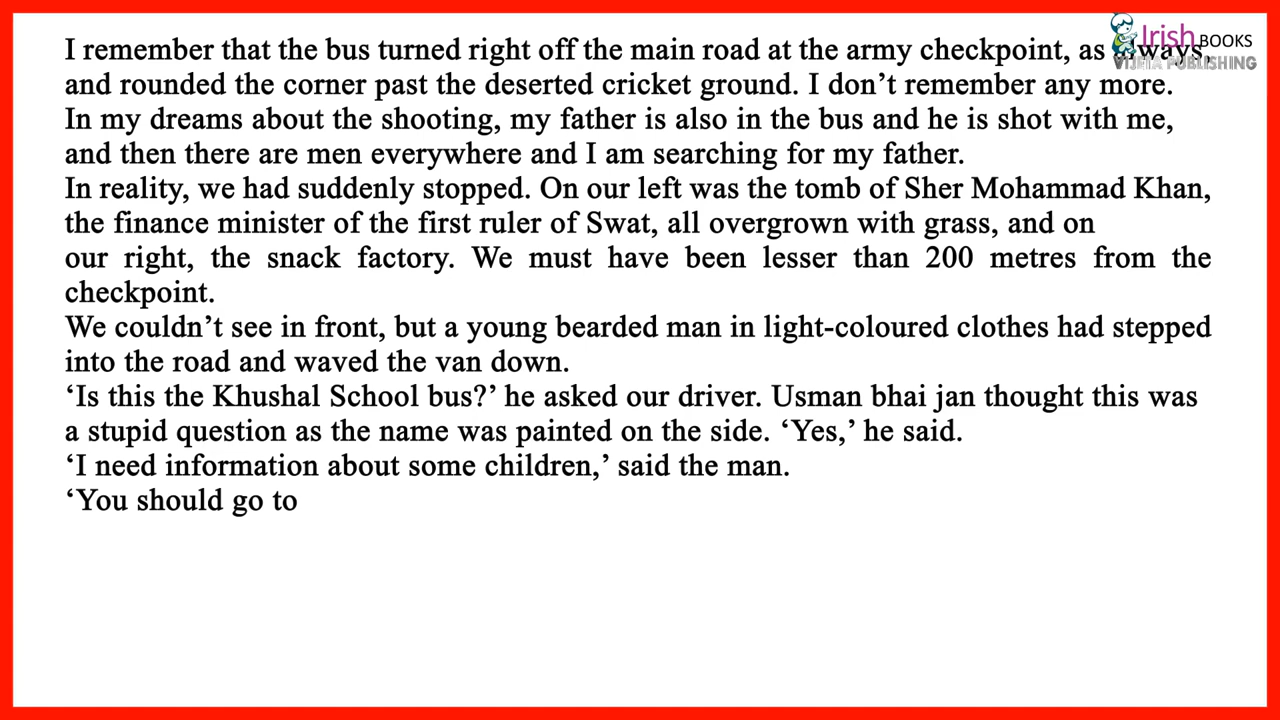 I remember that the bus turned right off the main road at the army checkpoint, as always,
and rounded the corner past the deserted cricket ground. I don’t remember any more.
In my dreams about the shooting, my father is also in the bus and he is shot with me,
and then there are men everywhere and I am searching for my father.
In reality, we had suddenly stopped. On our left was the tomb of Sher Mohammad Khan,
the finance minister of the first ruler of Swat, all overgrown with grass, and on
our right, the snack factory. We must have been lesser than 200 metres from the
checkpoint.
We couldn’t see in front, but a young bearded man in light-coloured clothes had stepped
into the road and waved the van down.
‘Is this the Khushal School bus?’ he asked our driver. Usman bhai jan thought this was
a stupid question as the name was painted on the side. ‘Yes,’ he said.
‘I need information about some children,’ said the man.
‘You should go to
Irish BOOKS
VIJETA PUBLISHING